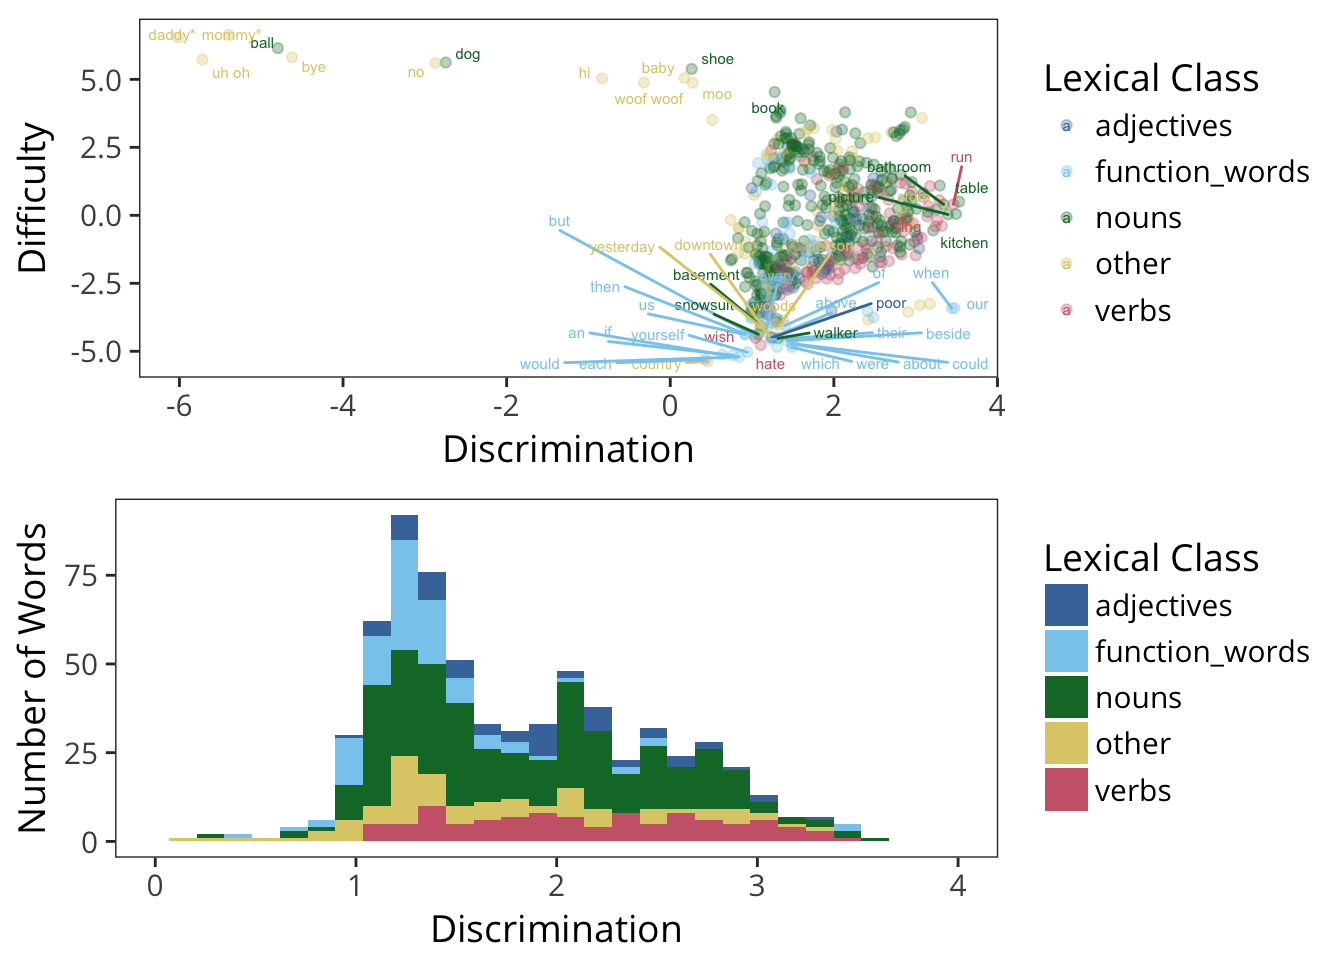 daddy* mommy*
ball
uh oh
bye
no
dog
hi
baby
shoe
woof woof
moo
book
bathroom
run
picture
table
kitchen
but
yesterday
downtown
basement
then
of
when
us
snowsuit
woods
above
poor
our
an
if
yourself
wish
walker
their
beside
would
each
country
hate
which
were
about
could
5.0
2.5
0.0
-2.5
-5.0
-6
-4
-2
0
2
4
Difficulty
Discrimination
Lexical Class
a adjectives
a function_words
a nouns
a other
a verbs
75
50
25
0
0
1
2
3
4
Number of Words
Discrimination
Lexical Class
adjectives
function_words
nouns
other
verbs